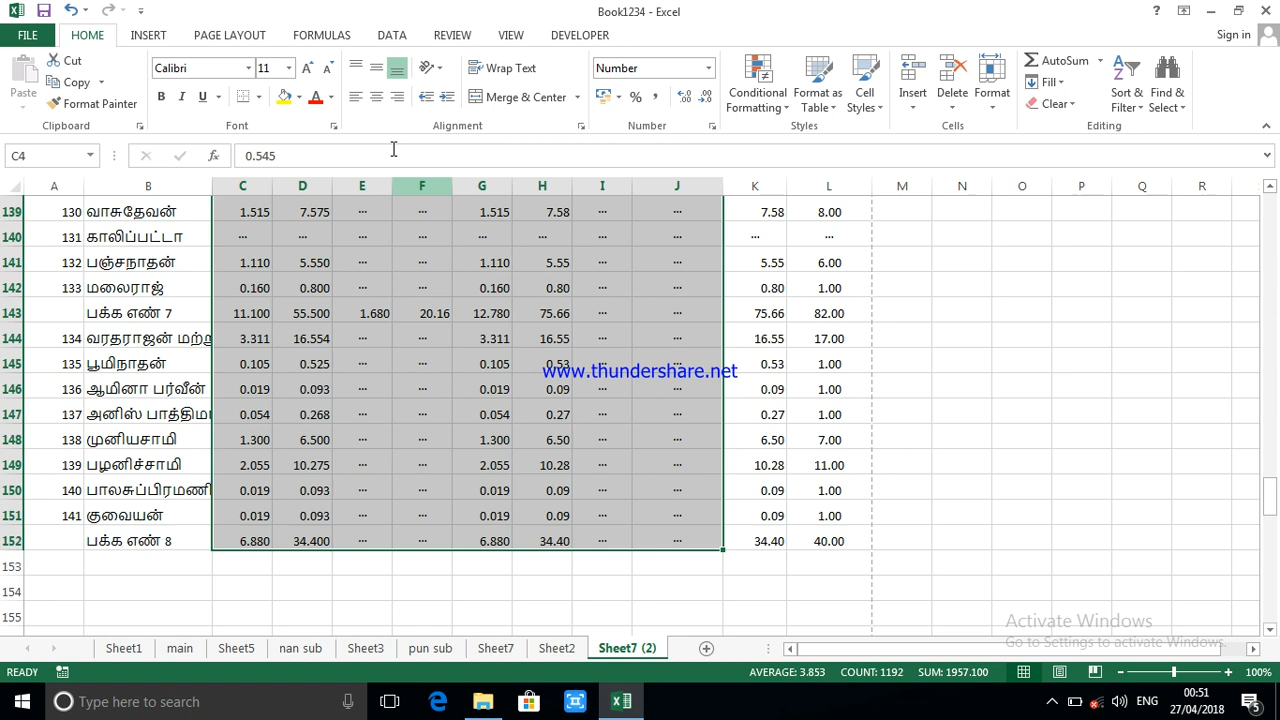 Book1234 - Excel
FILE HOME INSERT PAGE LAYOUT FORMULAS DATA REVIEW VIEW DEVELOPER Sign in
Cut
Copy
Format Painter
Paste
Calibri 11
Wrap Text
Merge & Center
Number
Conditional Formatting
Format as Table
Cell Styles
Insert Delete Format
AutoSum
Fill
Clear
Sort & Filter
Find & Select
Clipboard Font Alignment Number Styles Cells Editing
C4 fx 0.545
A B C D E F G H I J K L M N O P Q R
139 130 வாசுதேவன் 1.515 7.575 ... ... 1.515 7.58 ... ... 7.58 8.00
140 131 காலிப்பட்டா ... ... ... ... ... ... ... ... ... ...
141 132 பஞ்சநாதன் 1.110 5.550 ... ... 1.110 5.55 ... ... 5.55 6.00
142 133 மலைராஜ் 0.160 0.800 ... ... 0.160 0.80 ... ... 0.80 1.00
143 பக்க எண் 7 11.100 55.500 1.680 20.16 12.780 75.66 ... ... 75.66 82.00
144 134 வரதராஜன் 3.311 16.554 ... ... 3.311 16.55 ... ... 16.55 17.00
145 135 பூமிநாதன் 0.105 0.525 ... ... 0.105 0.53 ... ... 0.53 1.00
www.thundershare.net
146 136 ஆமினா பர்வீன் 0.019 0.093 ... ... 0.019 0.09 ... ... 0.09 1.00
147 137 அனிஸ் 0.054 0.268 ... ... 0.054 0.27 ... ... 0.27 1.00
148 138 முனியசாமி 1.300 6.500 ... ... 1.300 6.50 ... ... 6.50 7.00
149 139 பழனிச்சாமி 2.055 10.275 ... ... 2.055 10.28 ... ... 10.28 11.00
150 140 பாலசுப்பிரமணி 0.019 0.093 ... ... 0.019 0.09 ... ... 0.09 1.00
151 141 குவையன் 0.019 0.093 ... ... 0.019 0.09 ... ... 0.09 1.00
152 பக்க எண் 8 6.880 34.400 ... ... 6.880 34.40 ... ... 34.40 40.00
153
154
155
Activate Windows
Go to Settings to activate Windows.
Sheet1 main Sheet5 Sheet7 Sheet2 Sheet7 (2)
READY AVERAGE: 3.853 COUNT: 1192 SUM: 1957.100 100%
Type here to search
ENG 00:51
27/04/2018
5